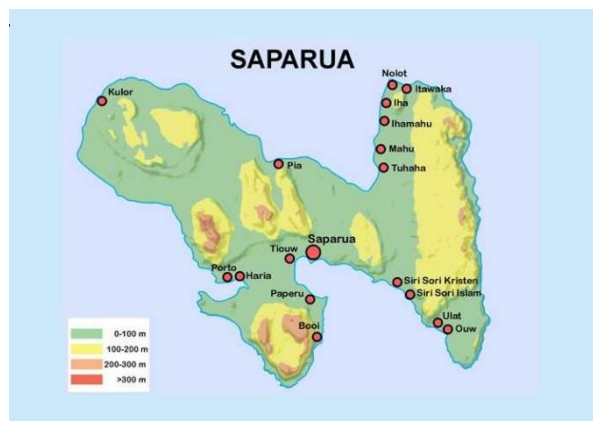 SAPARUA
Nolot
Itawaka
Kulor
Iha
Ihamahu
Mahu
Pia
Tuhaha
Saparua
Tiouw
Porto
Haria
Siri Sori Kristen
Siri Sori Islam
Paperu
Ulat
Booi
Ouw
0-100 m
100-200 m
200-300 m
>300 m